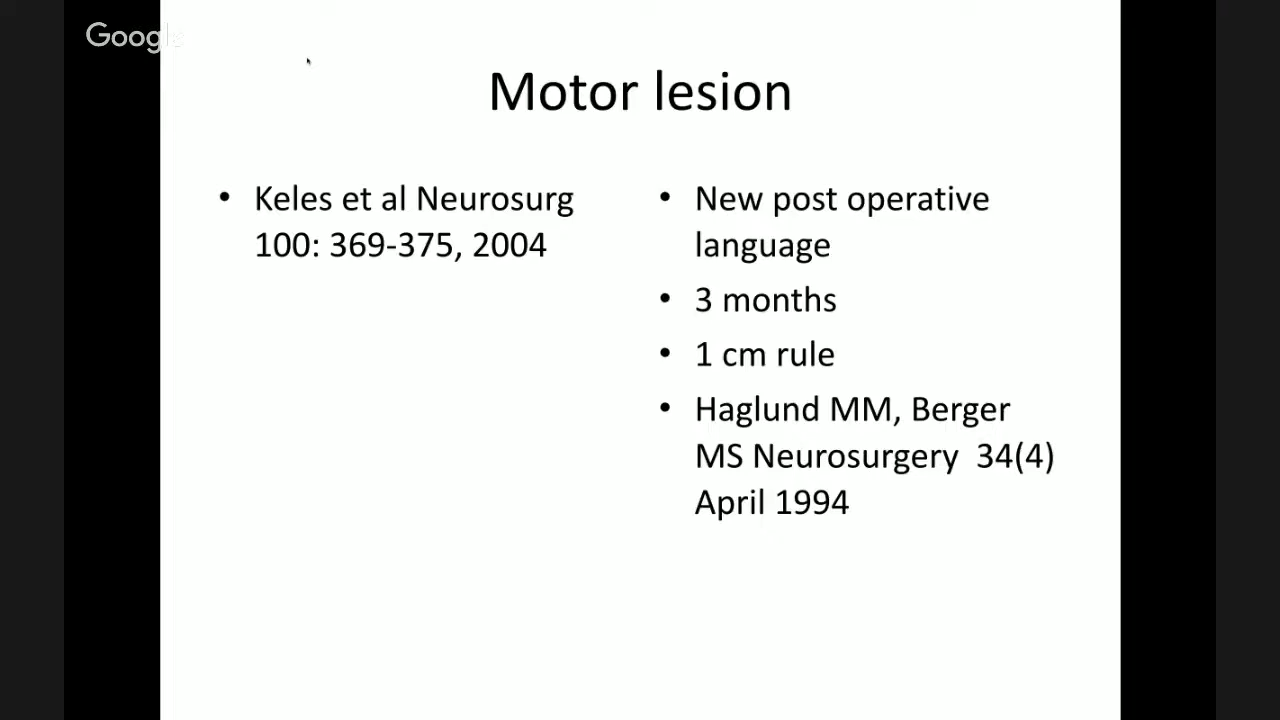 Google
Motor lesion
• Keles et al Neurosurg
100: 369-375, 2004
• New post operative
language
• 3 months
• 1 cm rule
• Haglund MM, Berger
MS Neurosurgery 34(4)
April 1994